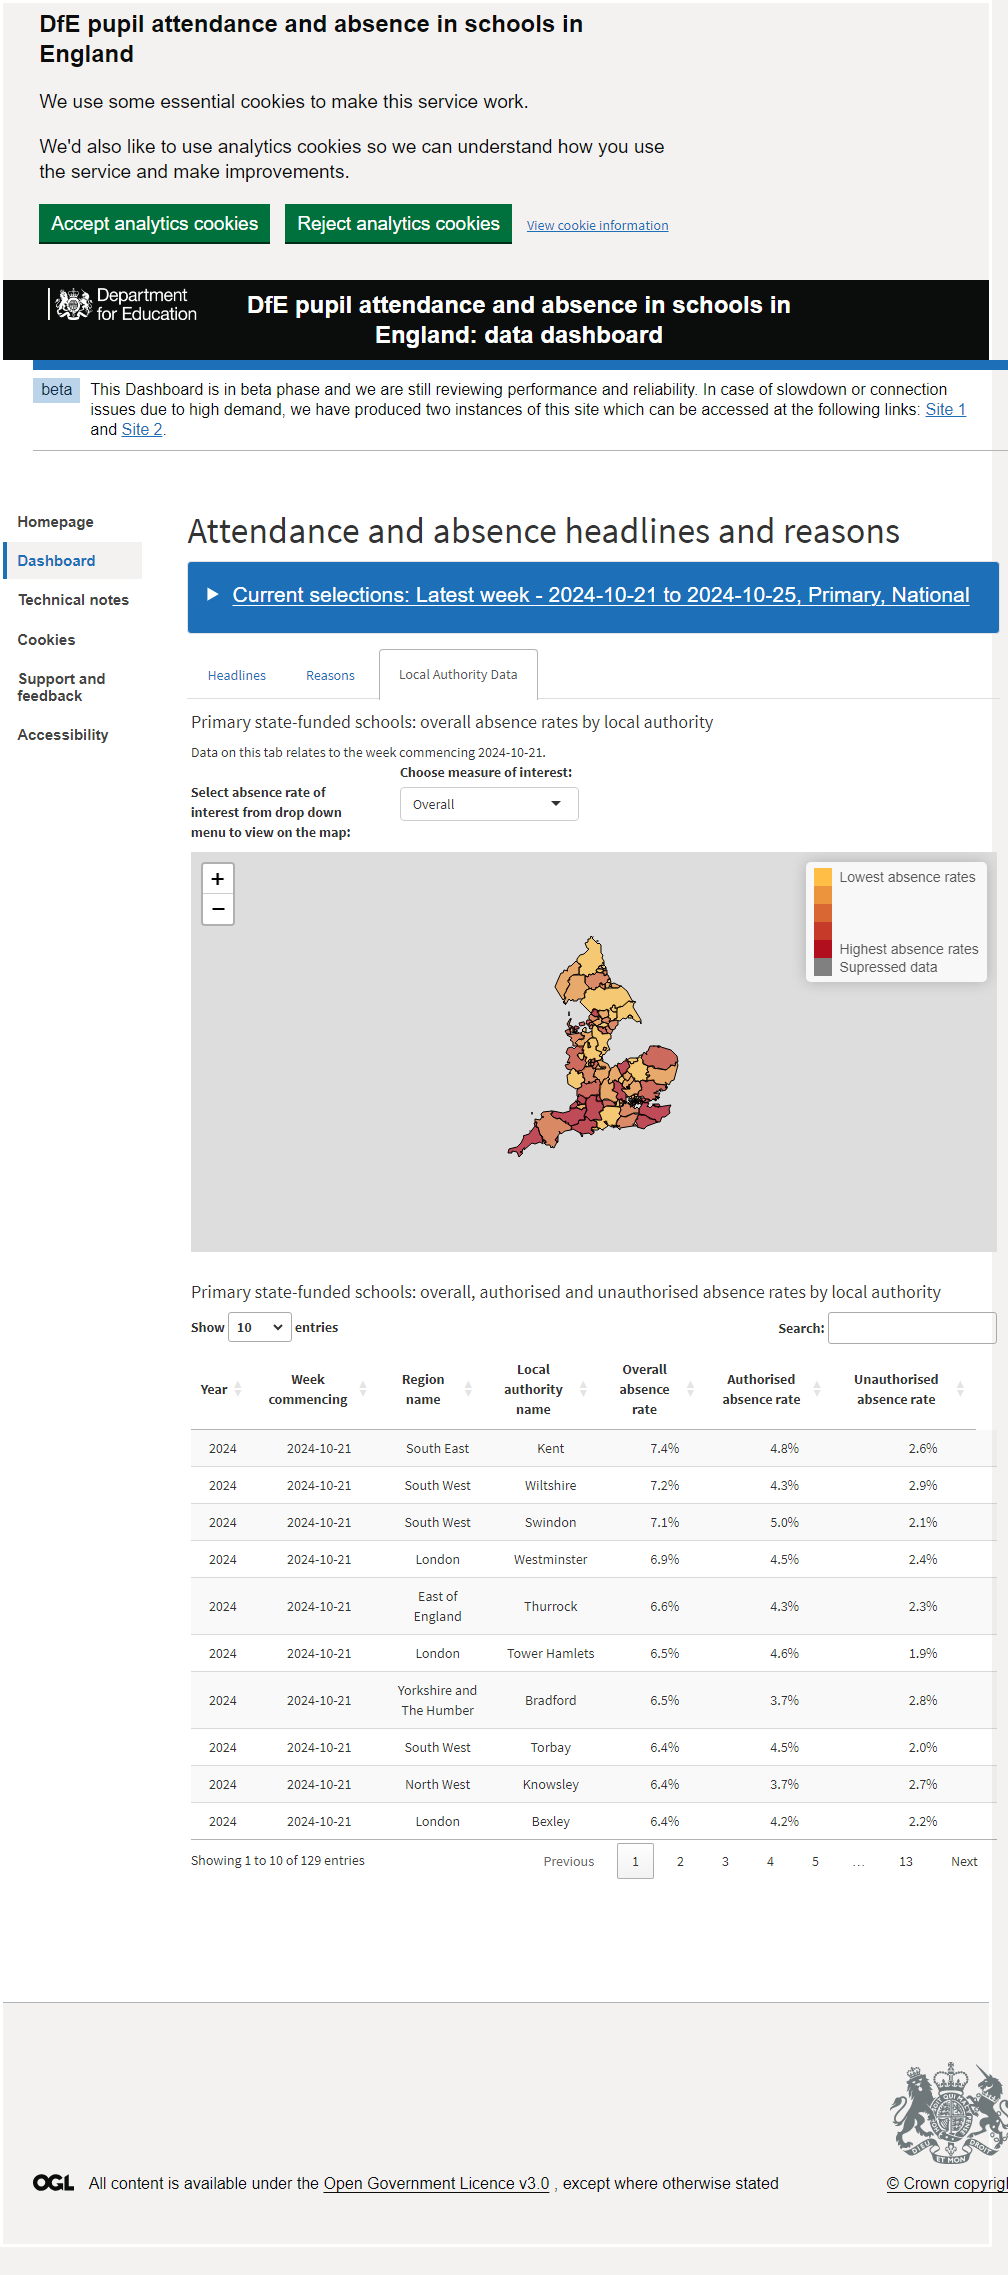 DfE pupil attendance and absence in schools in
England
We use some essential cookies to make this service work.
We'd also like to use analytics cookies so we can understand how you use
the service and make improvements.
Accept analytics cookies Reject analytics cookies View cookie information
Department
for Education
DfE pupil attendance and absence in schools in
England: data dashboard
beta This Dashboard is in beta phase and we are still reviewing performance and reliability. In case of slowdown or connection
issues due to high demand, we have produced two instances of this site which can be accessed at the following links: Site 1
and Site 2.
Homepage
Dashboard
Technical notes
Cookies
Support and
feedback
Accessibility
Attendance and absence headlines and reasons
Current selections: Latest week - 2024-10-21 to 2024-10-25, Primary, National
Headlines Reasons Local Authority Data
Primary state-funded schools: overall absence rates by local authority
Data on this tab relates to the week commencing 2024-10-21.
Select absence rate of
interest from drop down
menu to view on the map:
Choose measure of interest:
Overall
+
−
Lowest absence rates
Highest absence rates
Supressed data
Primary state-funded schools: overall, authorised and unauthorised absence rates by local authority
Show 10 entries Search:
Year Week commencing Region name Local authority name Overall absence rate Authorised absence rate Unauthorised absence rate
2024 2024-10-21 South East Kent 7.4% 4.8% 2.6%
2024 2024-10-21 South West Wiltshire 7.2% 4.3% 2.9%
2024 2024-10-21 South West Swindon 7.1% 5.0% 2.1%
2024 2024-10-21 London Westminster 6.9% 4.5% 2.4%
2024 2024-10-21 East of England Thurrock 6.6% 4.3% 2.3%
2024 2024-10-21 London Tower Hamlets 6.5% 4.6% 1.9%
2024 2024-10-21 Yorkshire and The Humber Bradford 6.5% 3.7% 2.8%
2024 2024-10-21 South West Torbay 6.4% 4.5% 2.0%
2024 2024-10-21 North West Knowsley 6.4% 3.7% 2.7%
2024 2024-10-21 London Bexley 6.4% 4.2% 2.2%
Showing 1 to 10 of 129 entries Previous 1 2 3 4 5 … 13 Next
DIEU ET MON DROIT
OGL All content is available under the Open Government Licence v3.0 , except where otherwise stated
© Crown